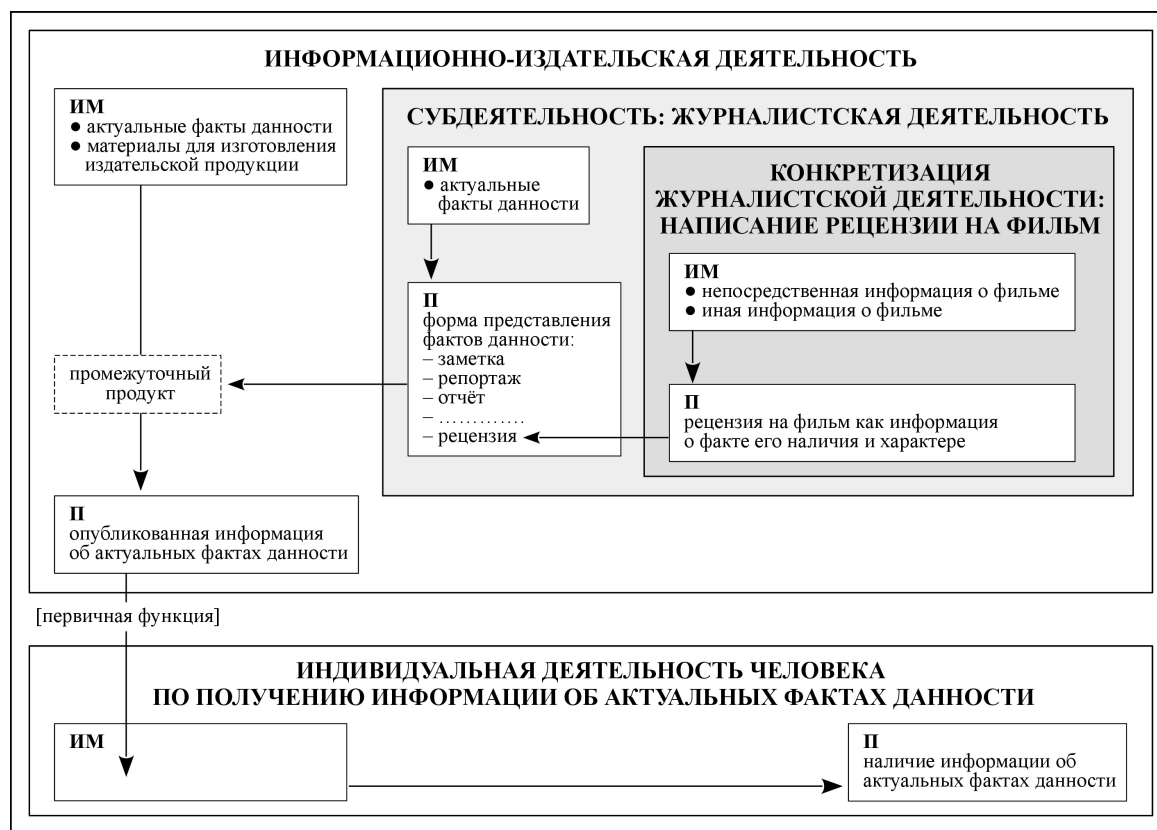 ИНФОРМАЦИОННО-ИЗДАТЕЛЬСКАЯ ДЕЯТЕЛЬНОСТЬ
ИМ
● актуальные факты данности
● материалы для изготовления
издательской продукции
СУБДЕЯТЕЛЬНОСТЬ: ЖУРНАЛИСТСКАЯ ДЕЯТЕЛЬНОСТЬ
ИМ
● актуальные
факты данности
КОНКРЕТИЗАЦИЯ
ЖУРНАЛИСТСКОЙ ДЕЯТЕЛЬНОСТИ:
НАПИСАНИЕ РЕЦЕНЗИИ НА ФИЛЬМ
ИМ
● непосредственная информация о фильме
● иная информация о фильме
П
форма представления
фактов данности:
– заметка
– репортаж
– отчёт
– ………….
– рецензия
П
рецензия на фильм как информация
о факте его наличия и характере
промежуточный
продукт
П
опубликованная информация
об актуальных фактах данности
[первичная функция]
ИНДИВИДУАЛЬНАЯ ДЕЯТЕЛЬНОСТЬ ЧЕЛОВЕКА
ПО ПОЛУЧЕНИЮ ИНФОРМАЦИИ ОБ АКТУАЛЬНЫХ ФАКТАХ ДАННОСТИ
ИМ
П
наличие информации об
актуальных фактах данности